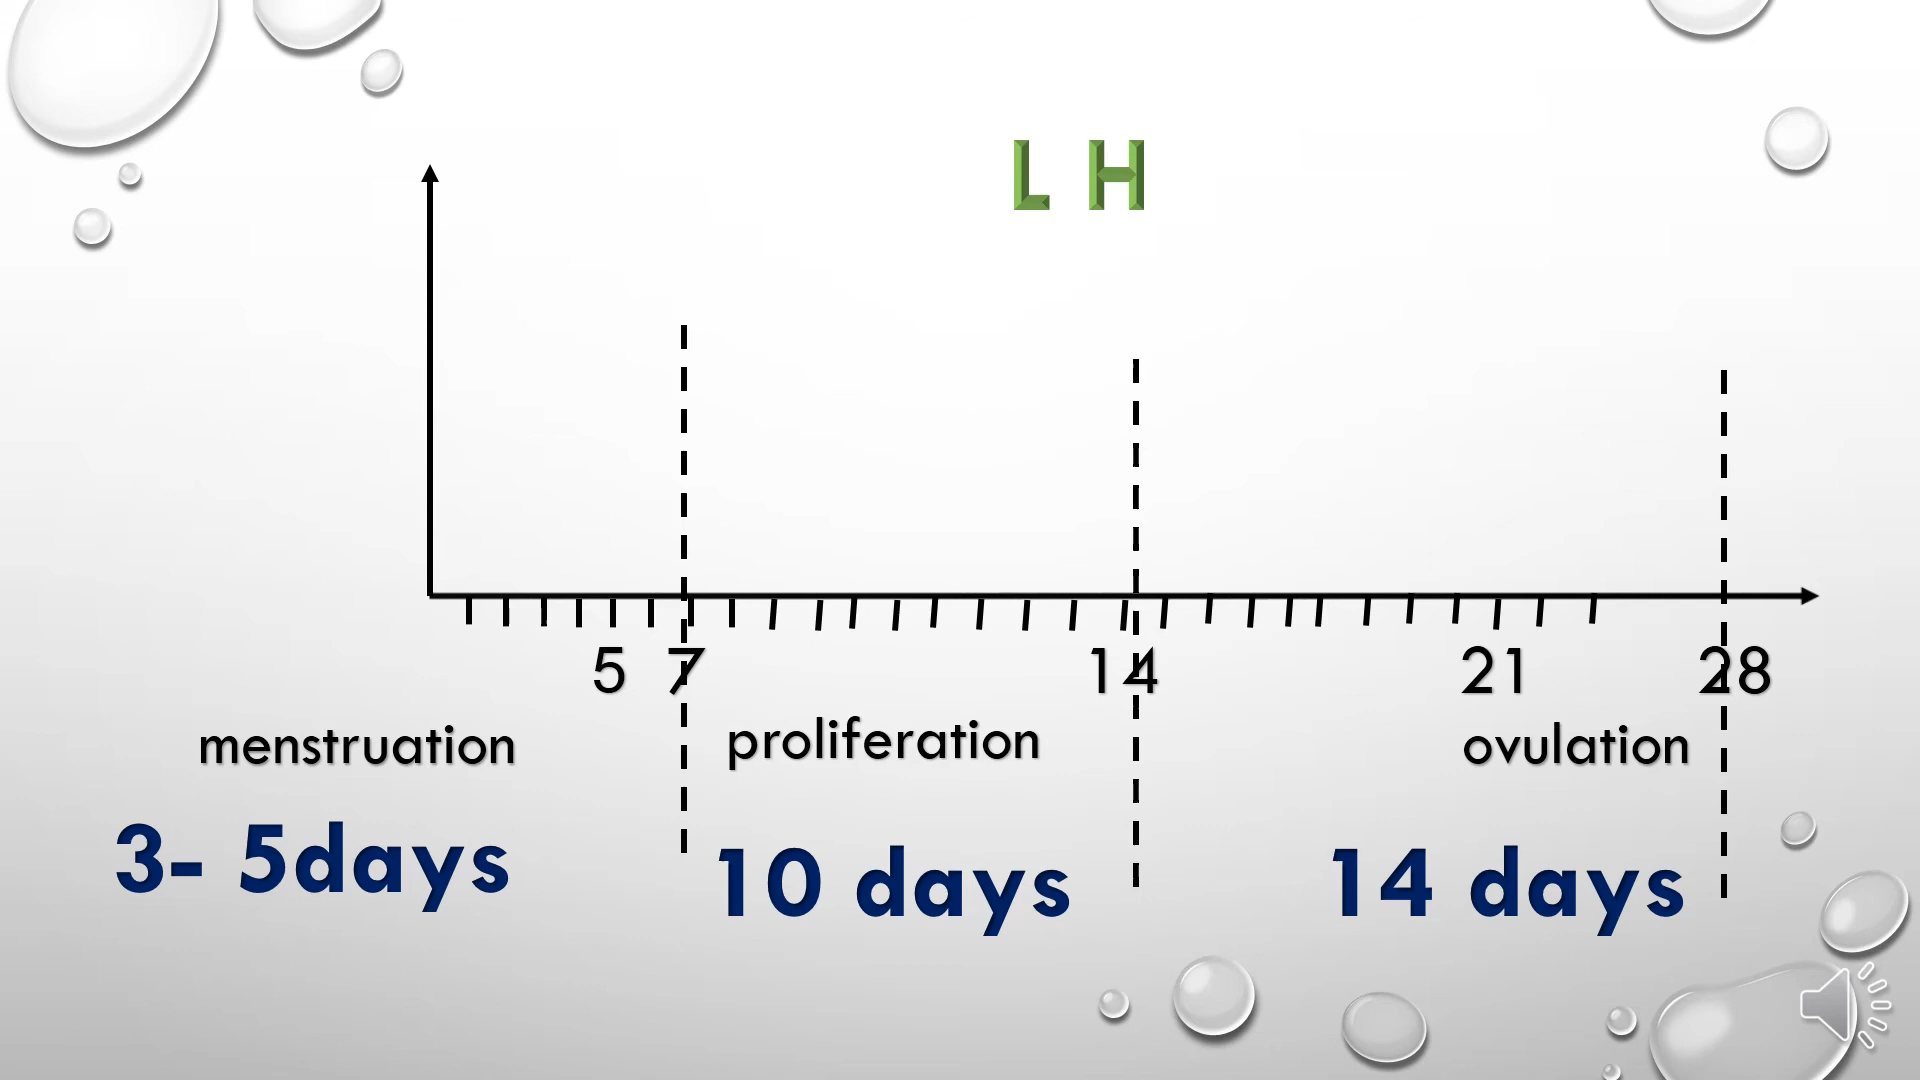 L H
5 7 14 21 28
menstruation proliferation ovulation
3- 5days 10 days 14 days